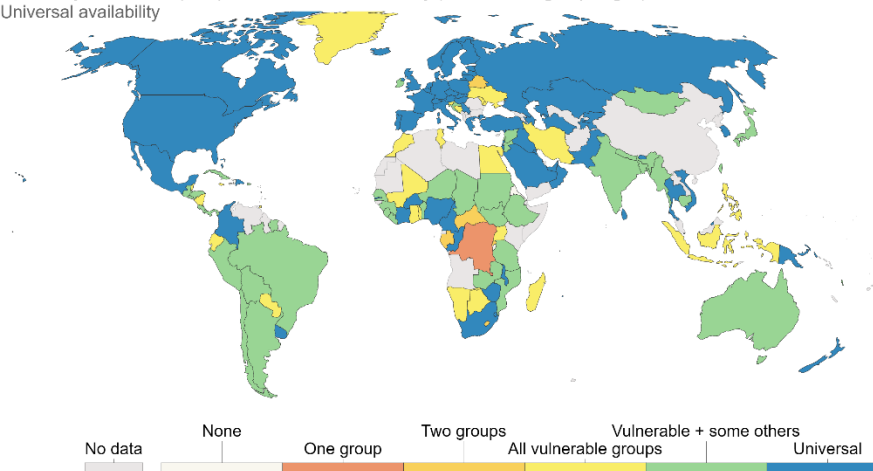 Universal availability
None
Two groups
Vulnerable + some others
No data
One group
All vulnerable groups
Universal